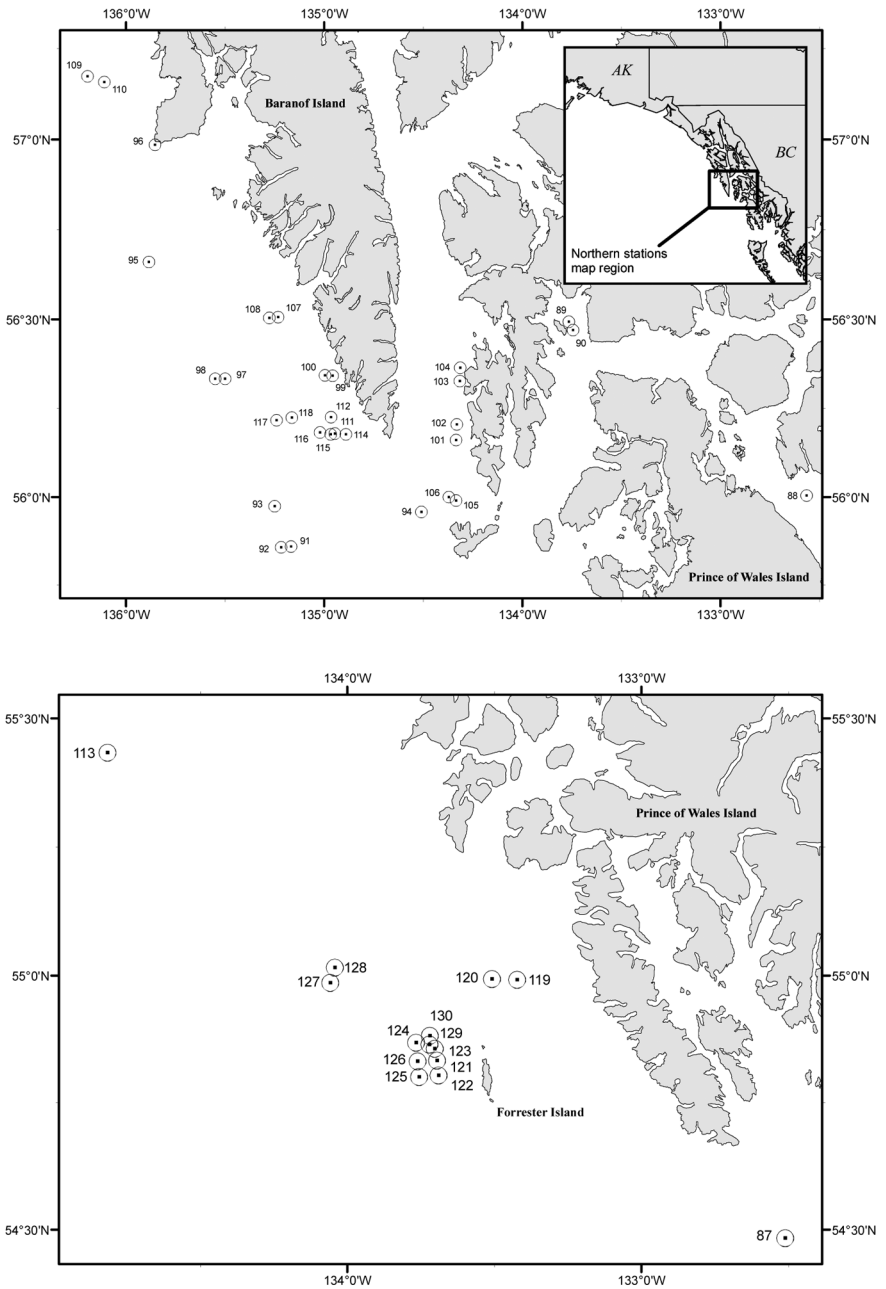 136°0'W 135°0'W 134°0'W 133°0'W
109
110
Baranof Island
AK
BC
Northern stations
map region
57°0'N 57°0'N
96
95
108 107
89
90
56°30'N 56°30'N
98 97
100
99
104
103
117 118
112
111
116
115
114
102
101
106
105
94
93
88
56°0'N 56°0'N
92 91
Prince of Wales Island
136°0'W 135°0'W 134°0'W 133°0'W
134°0'W 133°0'W
55°30'N 55°30'N
113
Prince of Wales Island
128
127
120 119
55°0'N 55°0'N
130
124 129
123
126
121
125
122
Forrester Island
87
54°30'N 54°30'N
134°0'W 133°0'W